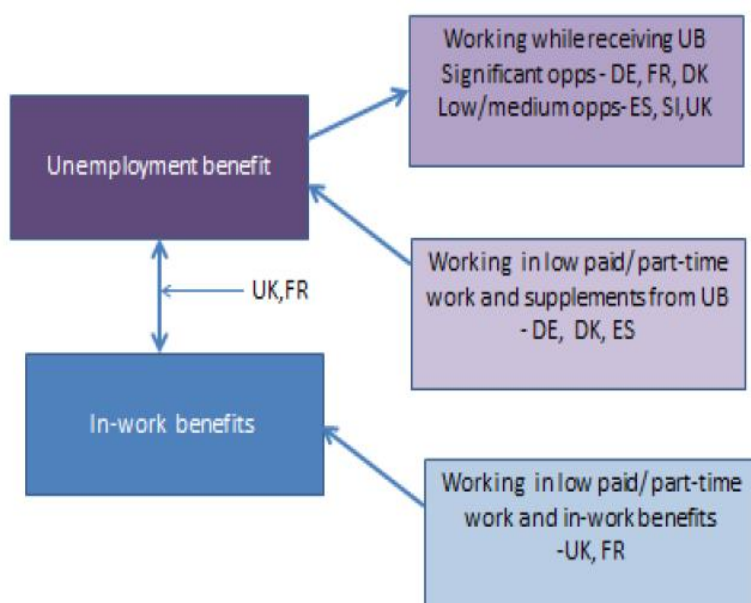 Working while receiving UB
Significant opps - DE, FR, DK
Low/medium opps-ES, SI,UK
Unemployment benefit
Working in low paid/ part-time
work and supplements from UB
- DE, DK, ES
UK,FR
In-work benefits
Working in low paid/ part-time
work and in-work benefits
-UK, FR